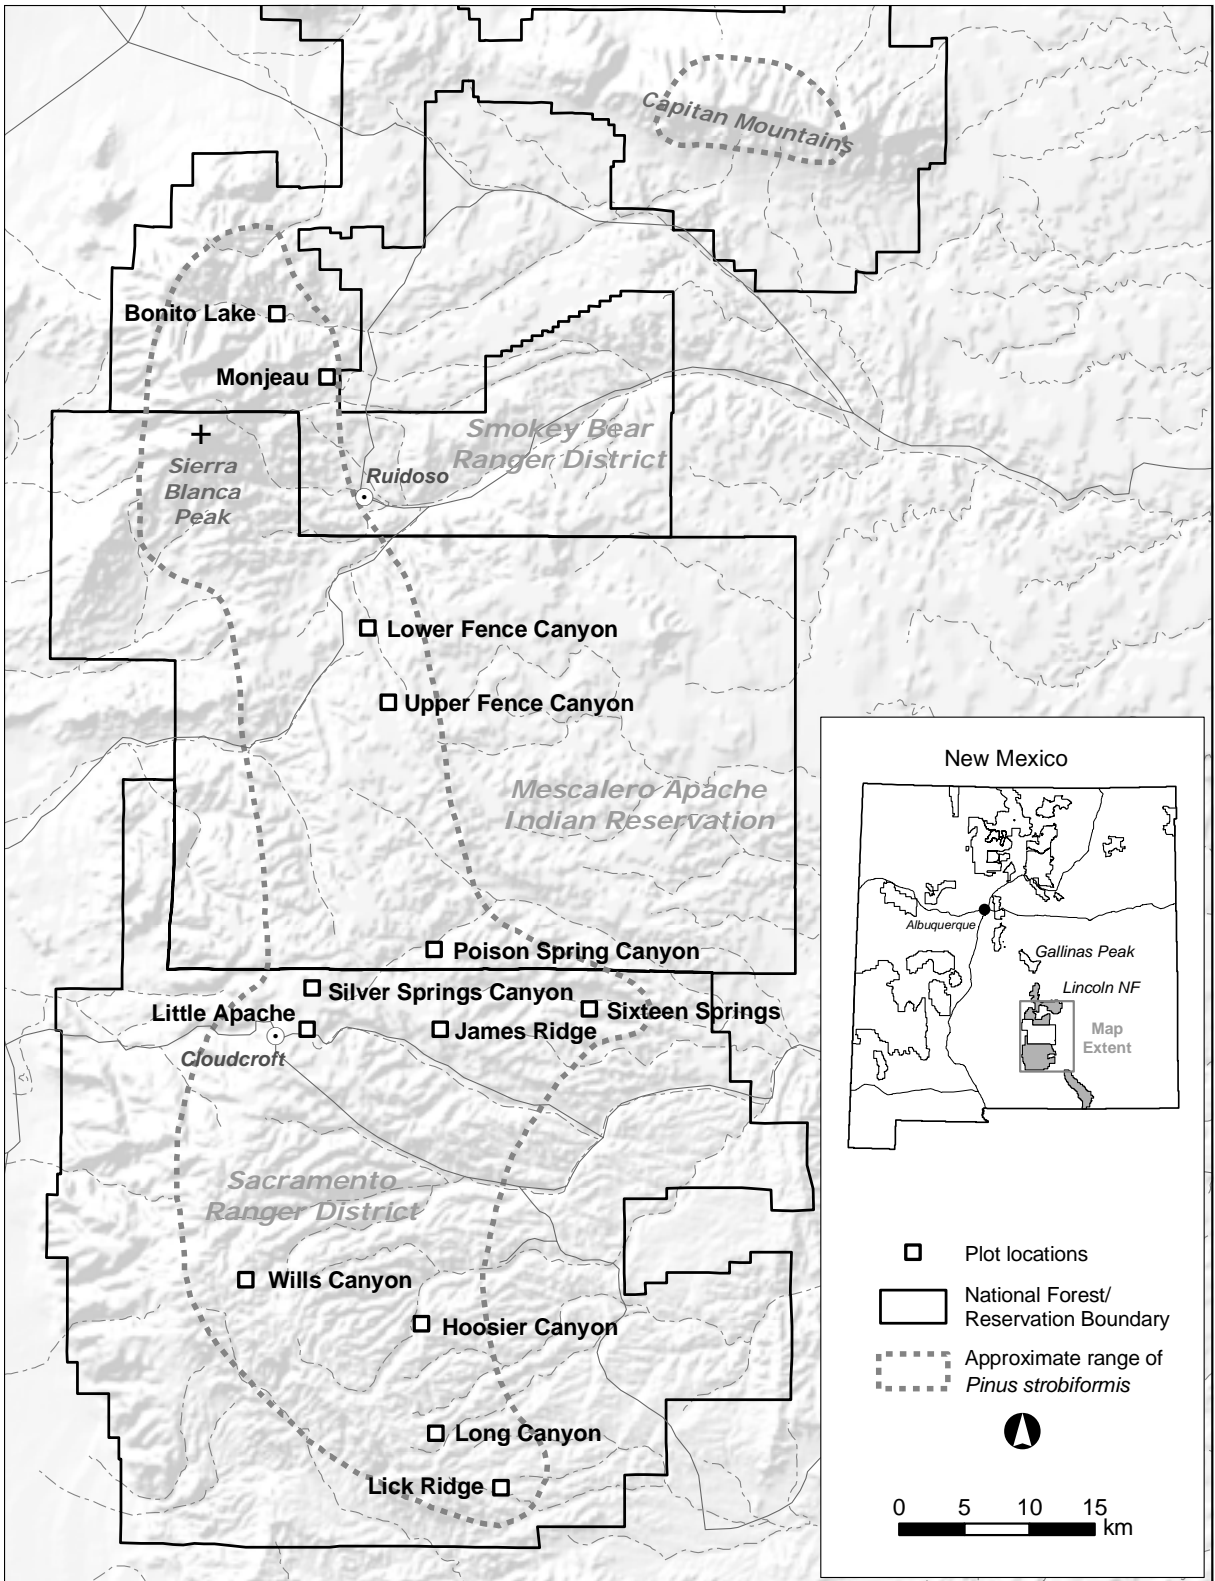 Capitan Mountains
Bonito Lake
Monjeau
Smokey Bear
Ranger District
Sierra
Blanca
Peak
Ruidoso
Lower Fence Canyon
Upper Fence Canyon
Mescalero Apache
Indian Reservation
Poison Spring Canyon
Silver Springs Canyon
Sixteen Springs
Little Apache
James Ridge
Cloudcroft
Sacramento
Ranger District
Wills Canyon
Hoosier Canyon
Long Canyon
Lick Ridge
New Mexico
Albuquerque
Gallinas Peak
Lincoln NF
Map
Extent
Plot locations
National Forest/
Reservation Boundary
Approximate range of
Pinus strobiformis
0 5 10 15
km